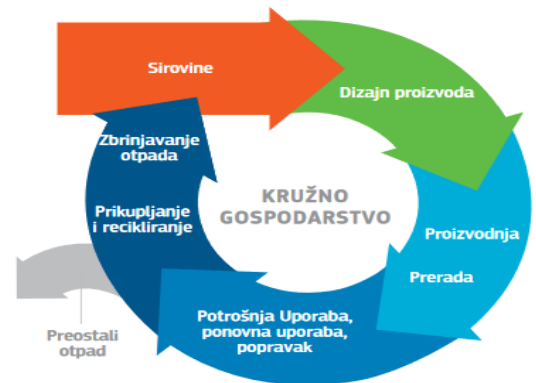 Sirovine
Dizajn proizvoda
Zbrinjavanje
otpada
KRUŽNO
GOSPODARSTVO
Prikupljanje
i recikliranje
Proizvodnja
Prerada
Potrošnja Uporaba,
ponovna uporaba,
popravak
Preostali
otpad